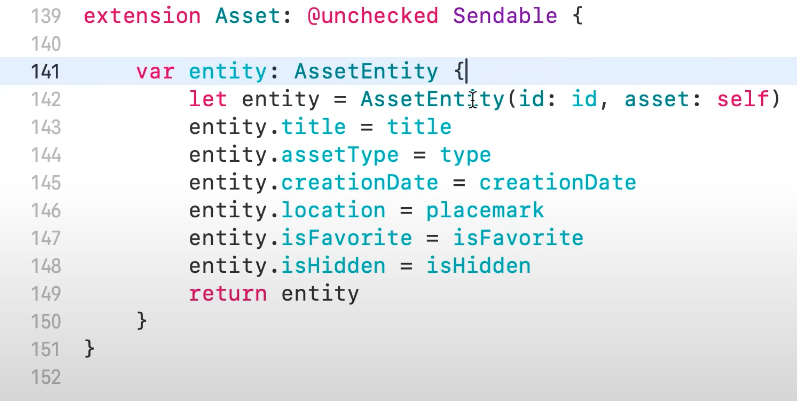 139 extension Asset: @unchecked Sendable {
140
141     var entity: AssetEntity {
142         let entity = AssetEntity(id: id, asset: self)
143         entity.title = title
144         entity.assetType = type
145         entity.creationDate = creationDate
146         entity.location = placemark
147         entity.isFavorite = isFavorite
148         entity.isHidden = isHidden
149         return entity
150     }
151 }
152